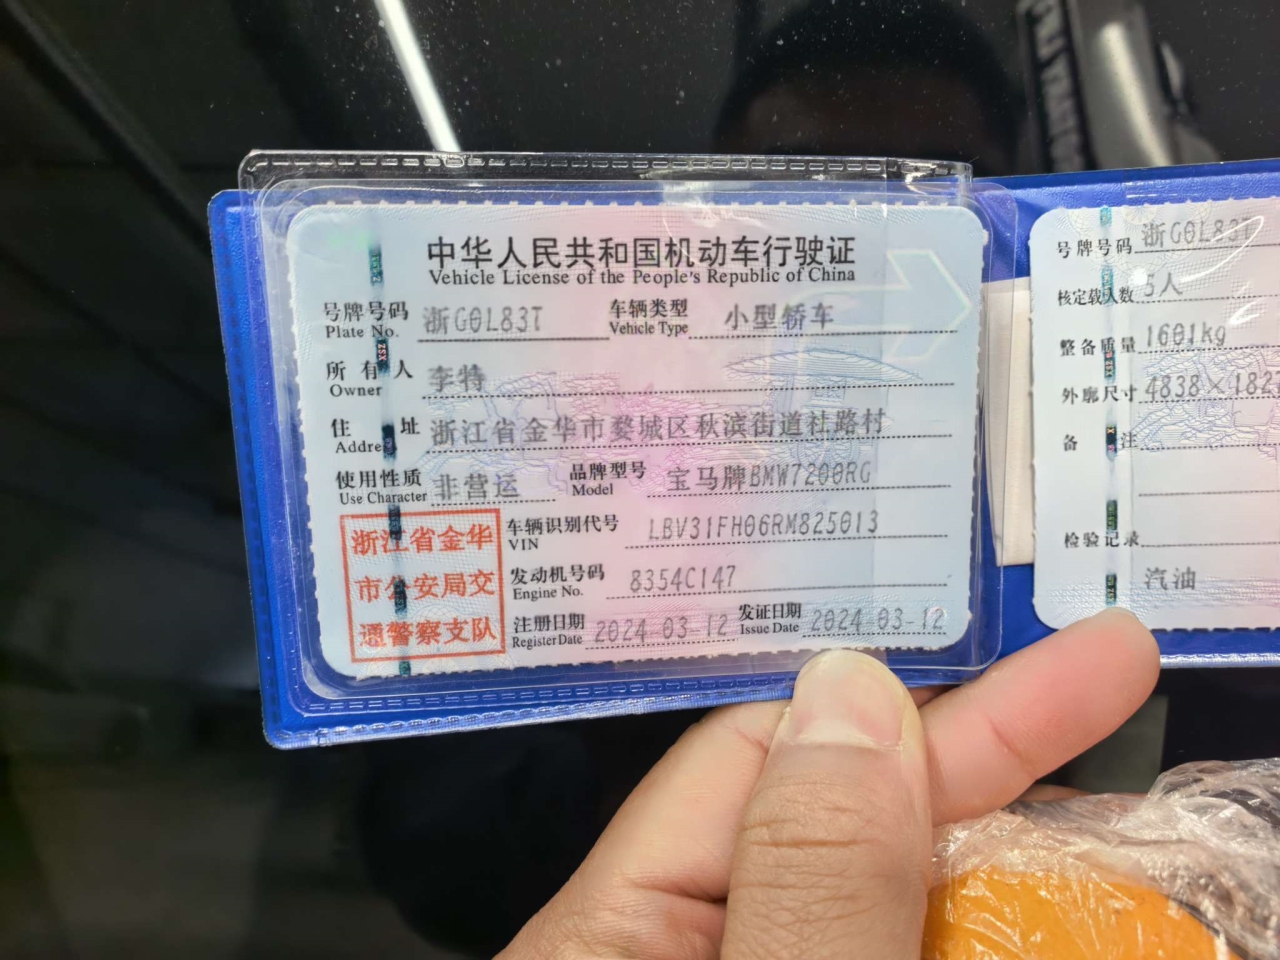 中华人民共和国机动车行驶证
Vehicle License of the People's Republic of China
号牌号码 浙G0L83T 车辆类型 小型轿车
Plate No. Vehicle Type
所有人 李特
Owner
住址 浙江省金华市婺城区秋滨街道社路村
Address
使用性质 非营运 品牌型号 宝马牌BMW7200RG
Use Character Model
浙江省金华
市公安局交
通警察支队
车辆识别代号 LBV31FH06RM825013
VIN
发动机号码 8354C147
Engine No.
注册日期 2024-03-12 发证日期 2024-03-12
Register Date Issue Date
号牌号码 浙G0L83T
核定载人数 5人
整备质量 1601kg
外廓尺寸 4838×182
备注
检验记录
汽油